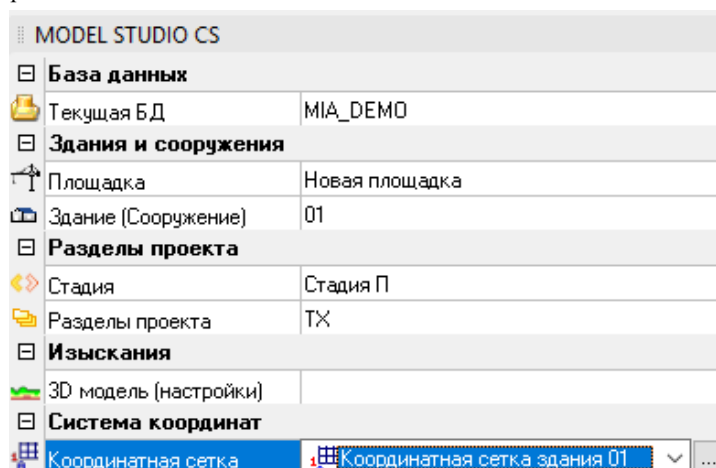 MODEL STUDIO CS
База данных
Текущая БД MIA_DEMO
Здания и сооружения
Площадка Новая площадка
Здание (Сооружение) 01
Разделы проекта
Стадия Стадия П
Разделы проекта ТХ
Изыскания
3D модель (настройки)
Система координат
Координатная сетка Координатная сетка здания 01 ...